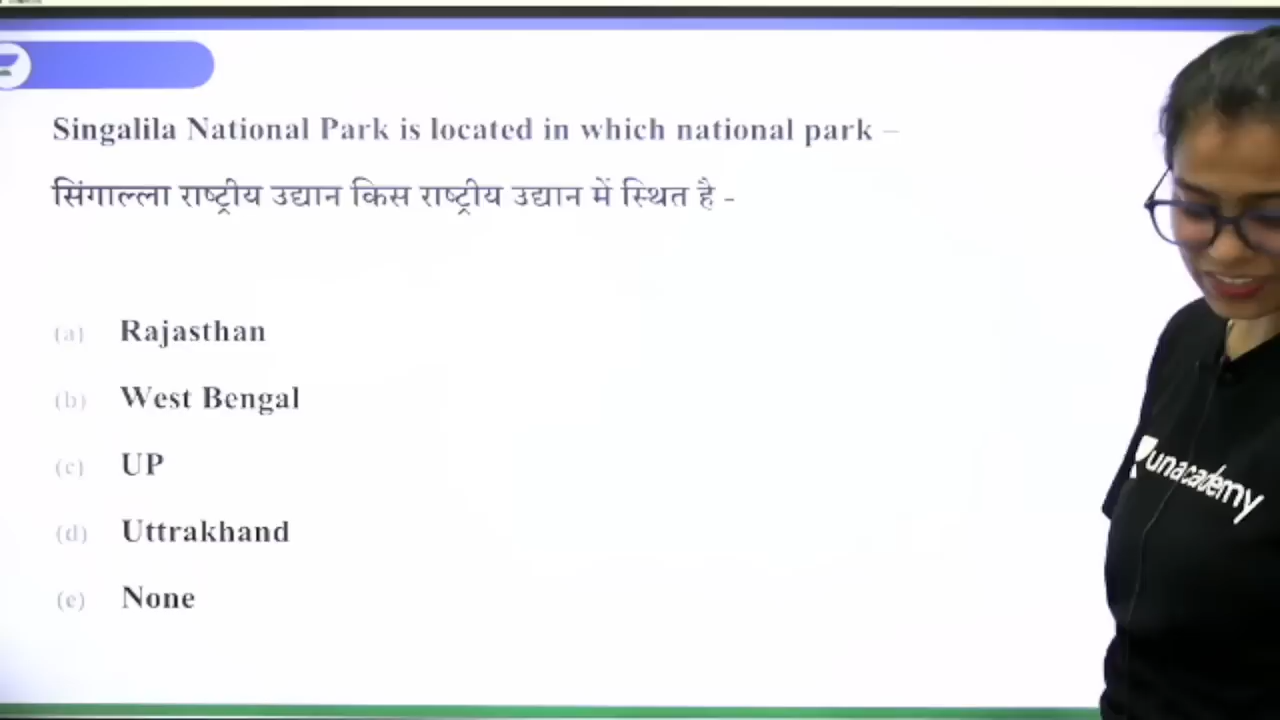 Singalila National Park is located in which national park –
सिंगाल्ला राष्ट्रीय उद्यान किस राष्ट्रीय उद्यान में स्थित है -
(a) Rajasthan
(b) West Bengal
(c) UP
(d) Uttrakhand
(e) None
unacademy